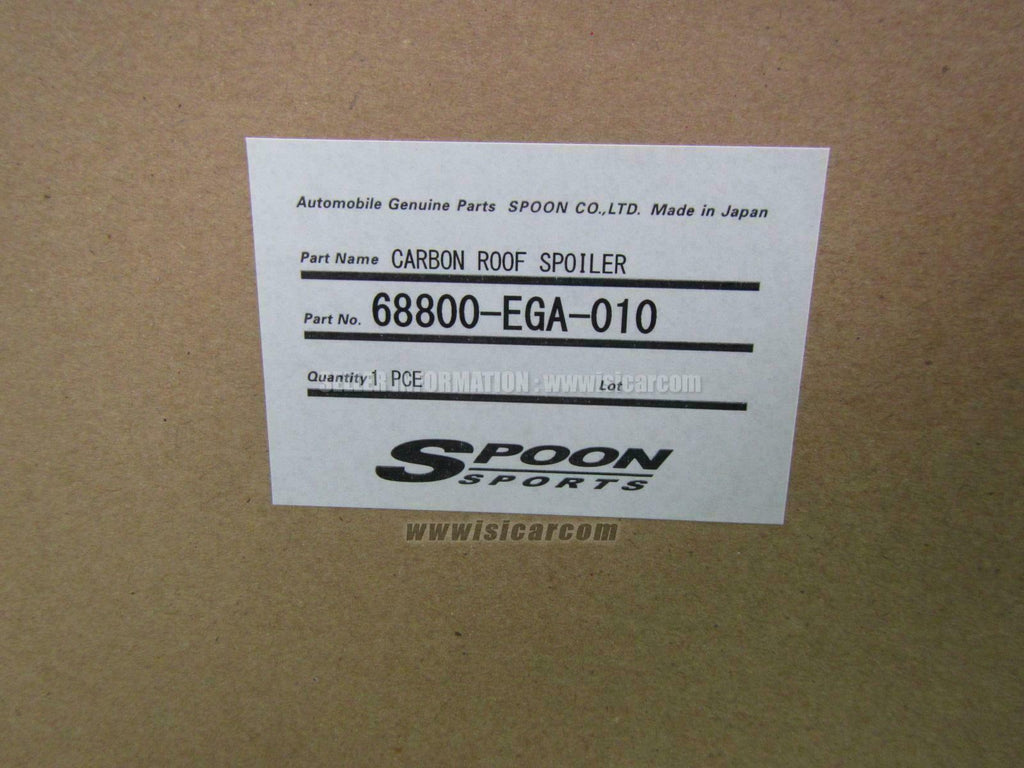 Automobile Genuine Parts SPOON CO.,LTD. Made in Japan
Part Name CARBON ROOF SPOILER
Part No. 68800-EGA-010
Quantity 1 PCE Lot
SELLER INFORMATION : wwwisicarcom
SPOON
SPORTS
wwwisicarcom